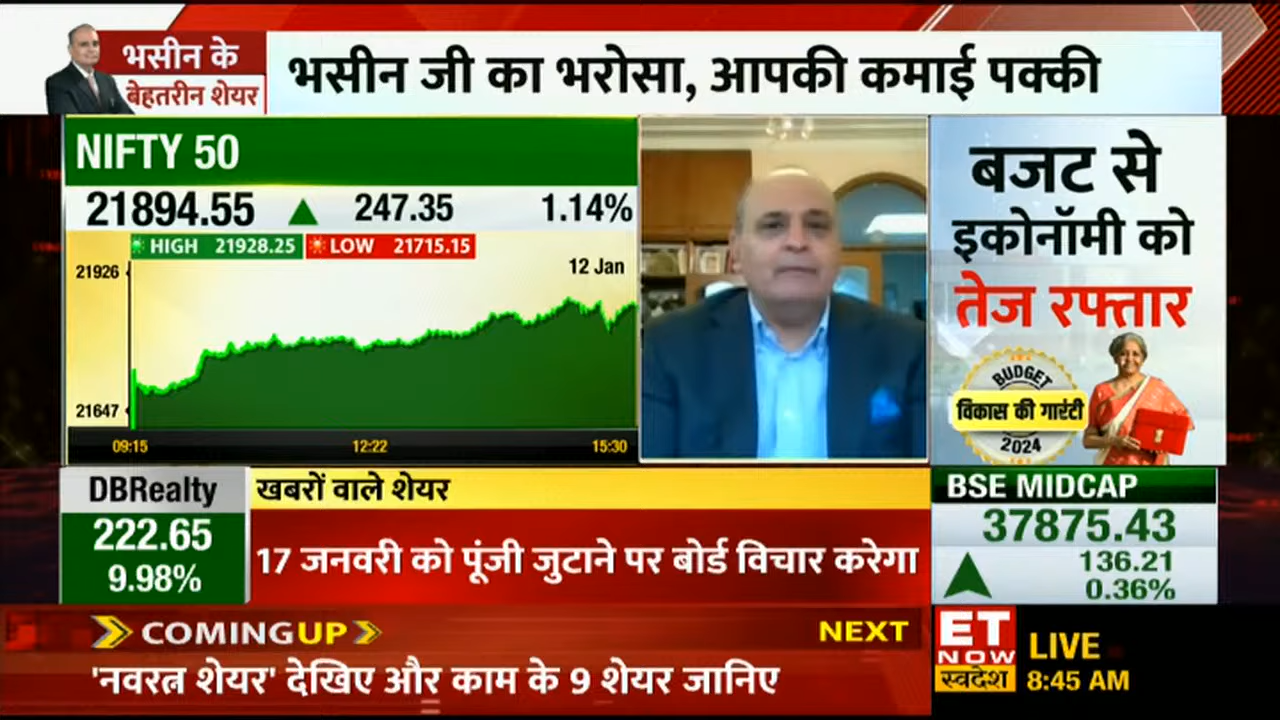 भसीन के
बेहतरीन शेयर
भसीन जी का भरोसा, आपकी कमाई पक्की
NIFTY 50
21894.55 ▲ 247.35 1.14%
HIGH 21928.25 LOW 21715.15
21926
12 Jan
21647
09:15 12:22 15:30
बजट से
इकोनॉमी को
तेज रफ्तार
BUDGET
विकास की गारंटी
2024
DBRealty
222.65
9.98%
खबरों वाले शेयर
17 जनवरी को पूंजी जुटाने पर बोर्ड विचार करेगा
BSE MIDCAP
37875.43
▲ 136.21
0.36%
COMING UP
NEXT
'नवरत्न शेयर' देखिए और काम के 9 शेयर जानिए
ET
NOW
स्वदेश
LIVE
8:45 AM